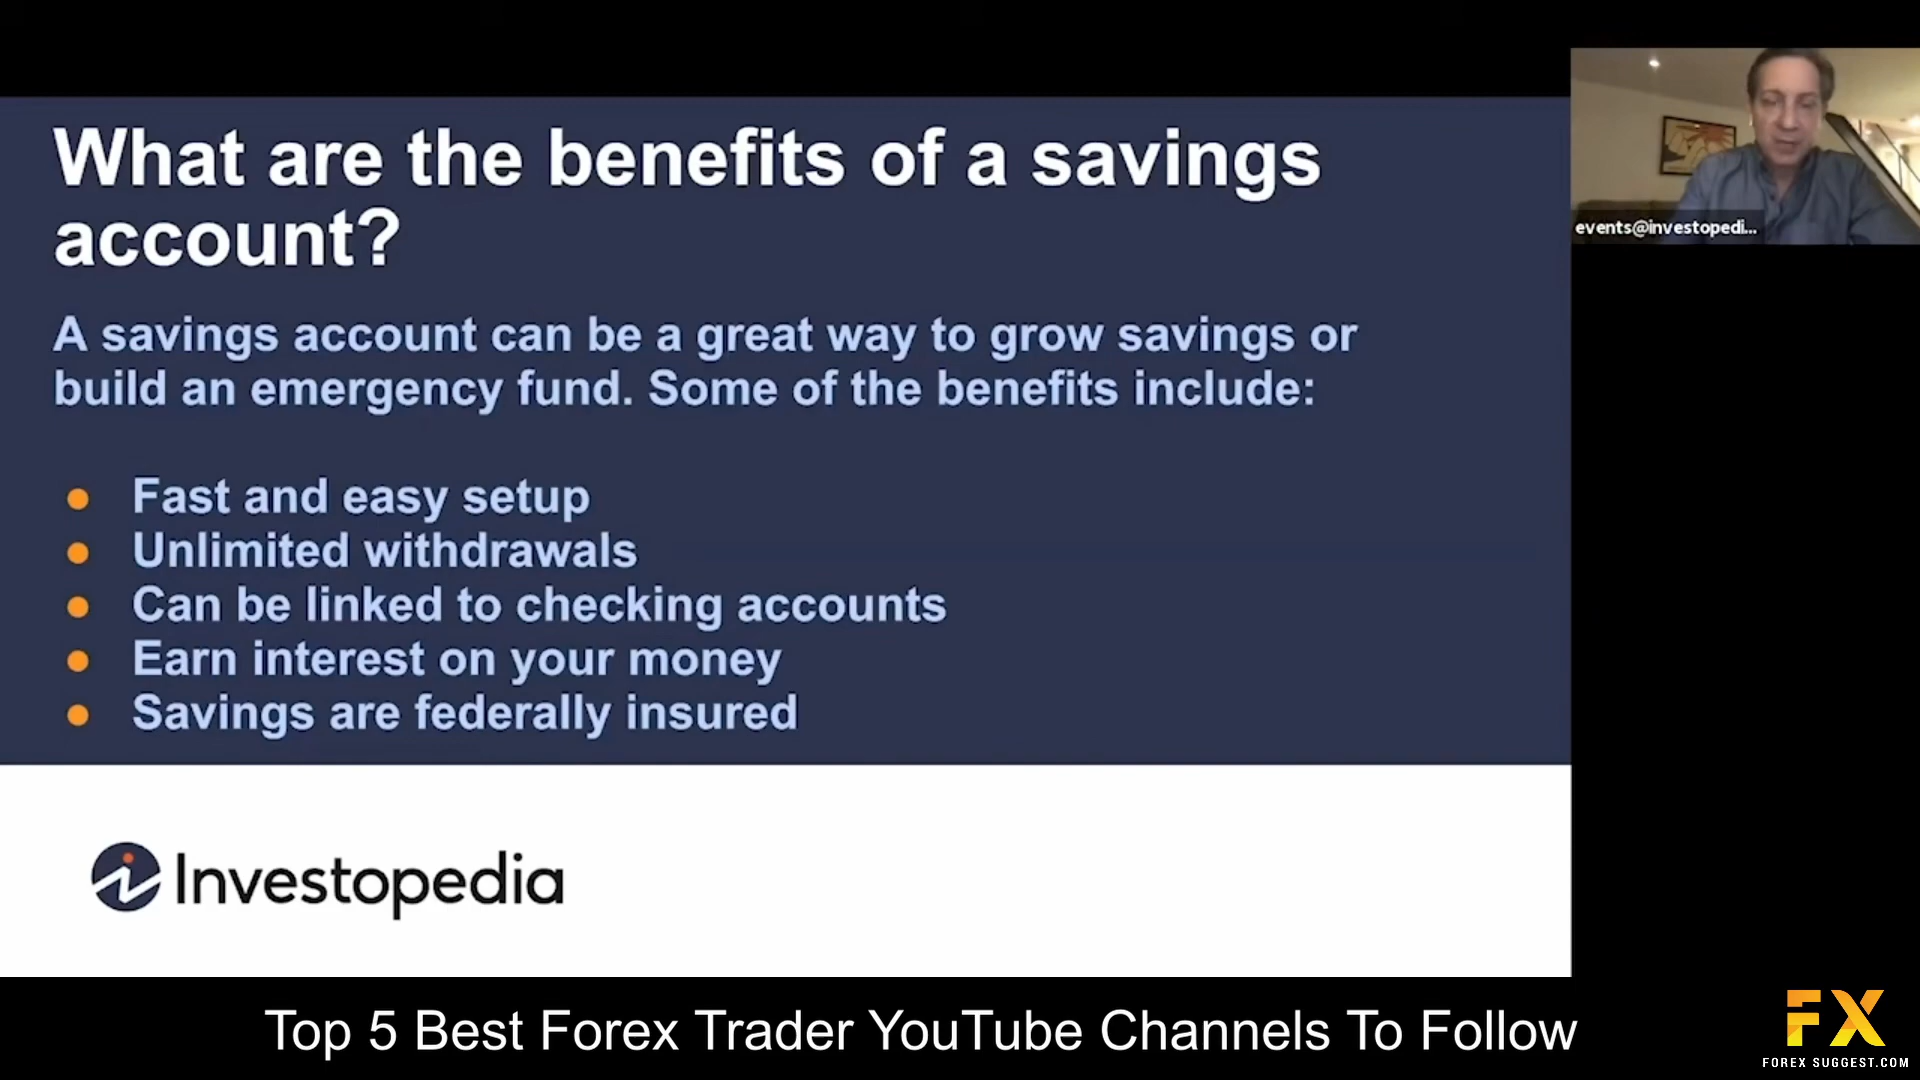 What are the benefits of a savings
account?
A savings account can be a great way to grow savings or
build an emergency fund. Some of the benefits include:
● Fast and easy setup
● Unlimited withdrawals
● Can be linked to checking accounts
● Earn interest on your money
● Savings are federally insured
events@investopedi...
Investopedia
Top 5 Best Forex Trader YouTube Channels To Follow
FX
FOREX SUGGEST.COM